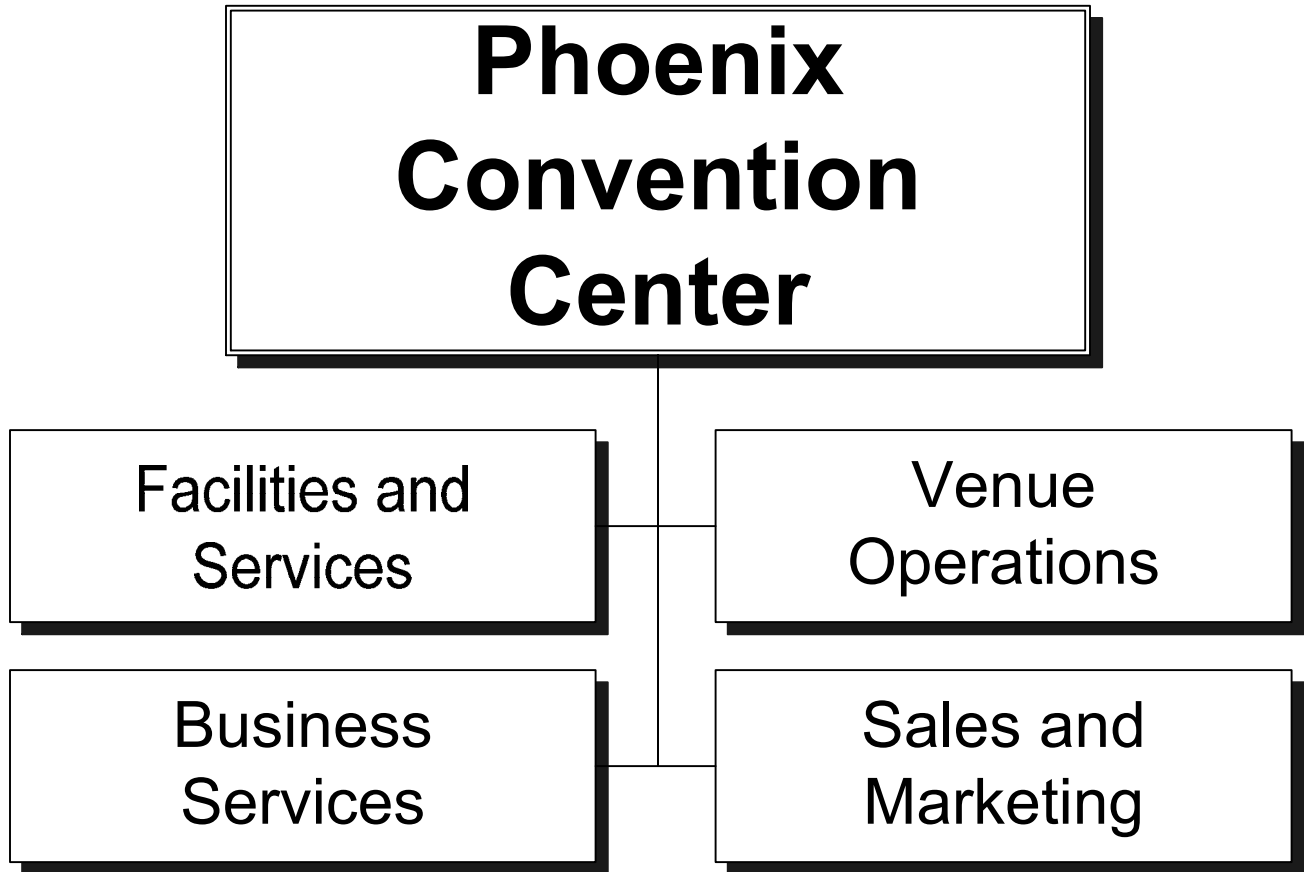 Phoenix
Convention
Center
Facilities and
Services
Venue
Operations
Business
Services
Sales and
Marketing